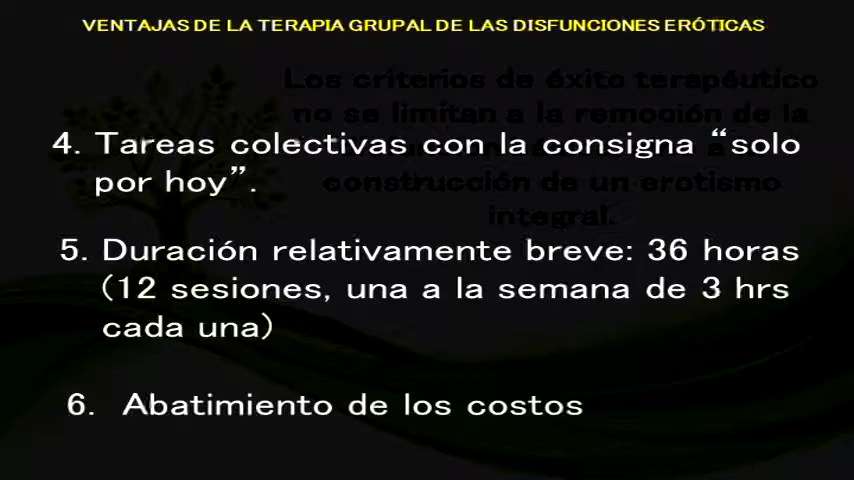 VENTAJAS DE LA TERAPIA GRUPAL DE LAS DISFUNCIONES ERÓTICAS
Los criterios de éxito terapéutico
no se limitan a la remoción de la
4. Tareas colectivas con la consigna “solo
por hoy”.
construcción de un erotismo
integral.
5. Duración relativamente breve: 36 horas
(12 sesiones, una a la semana de 3 hrs
cada una)
6. Abatimiento de los costos